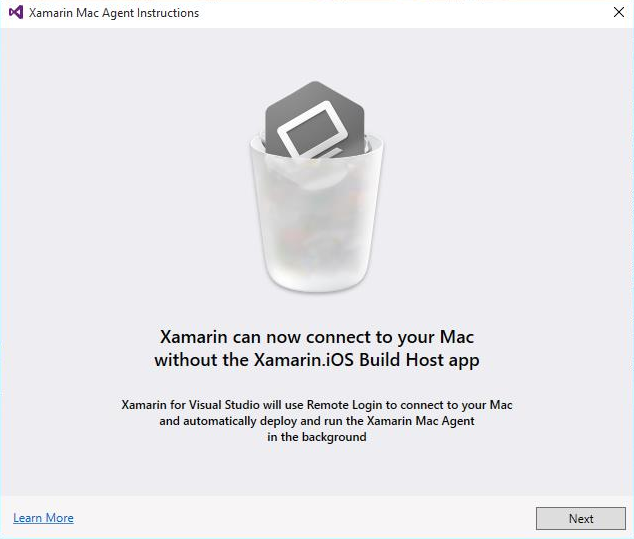 Xamarin Mac Agent Instructions
Xamarin can now connect to your Mac
without the Xamarin.iOS Build Host app
Xamarin for Visual Studio will use Remote Login to connect to your Mac
and automatically deploy and run the Xamarin Mac Agent
in the background
Learn More
Next